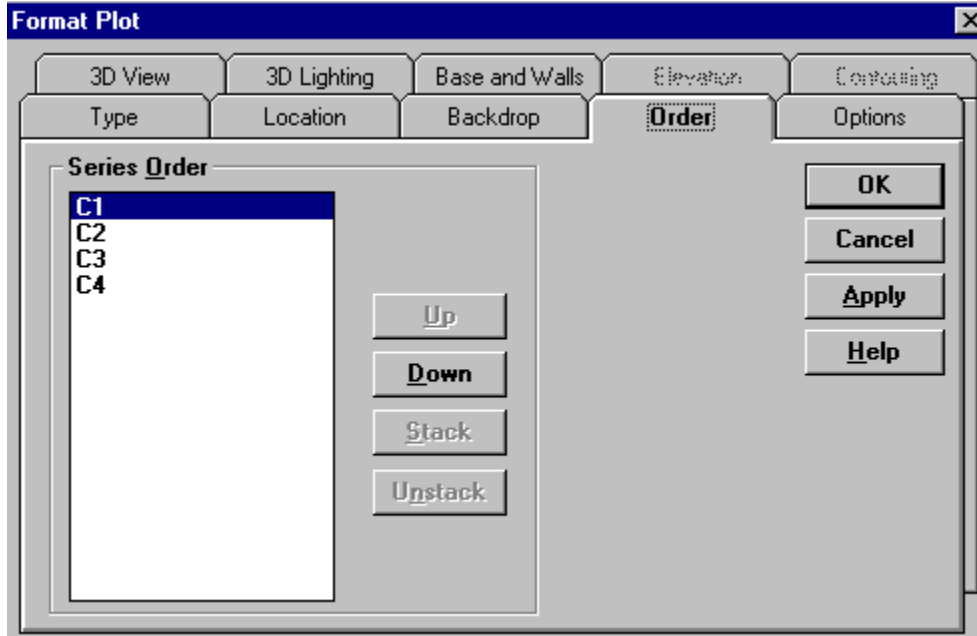 Format Plot
3D View 3D Lighting Base and Walls Elevation Contouring
Type Location Backdrop Order Options
Series Order
C1
C2
C3
C4
Up
Down
Stack
Unstack
OK
Cancel
Apply
Help